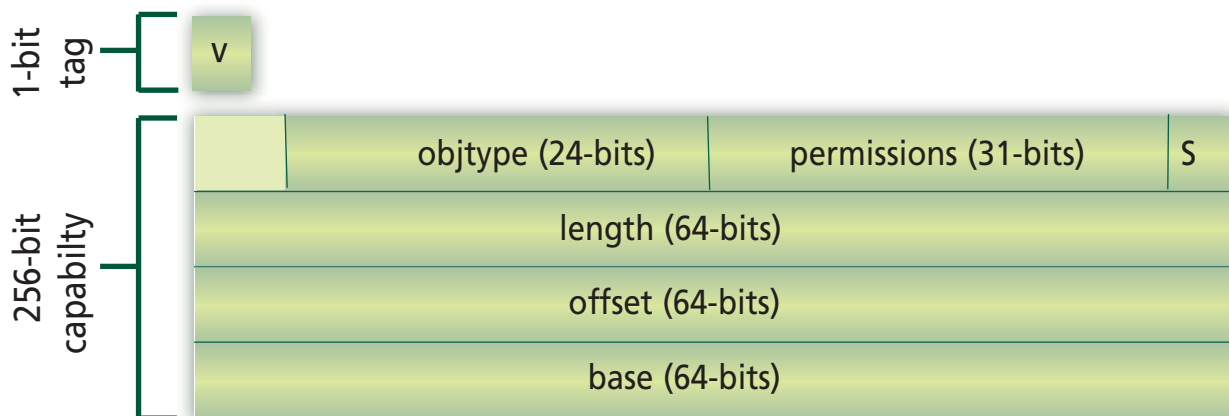 1-bit
tag
v
256-bit
capabilty
objtype (24-bits)
permissions (31-bits)
S
length (64-bits)
offset (64-bits)
base (64-bits)